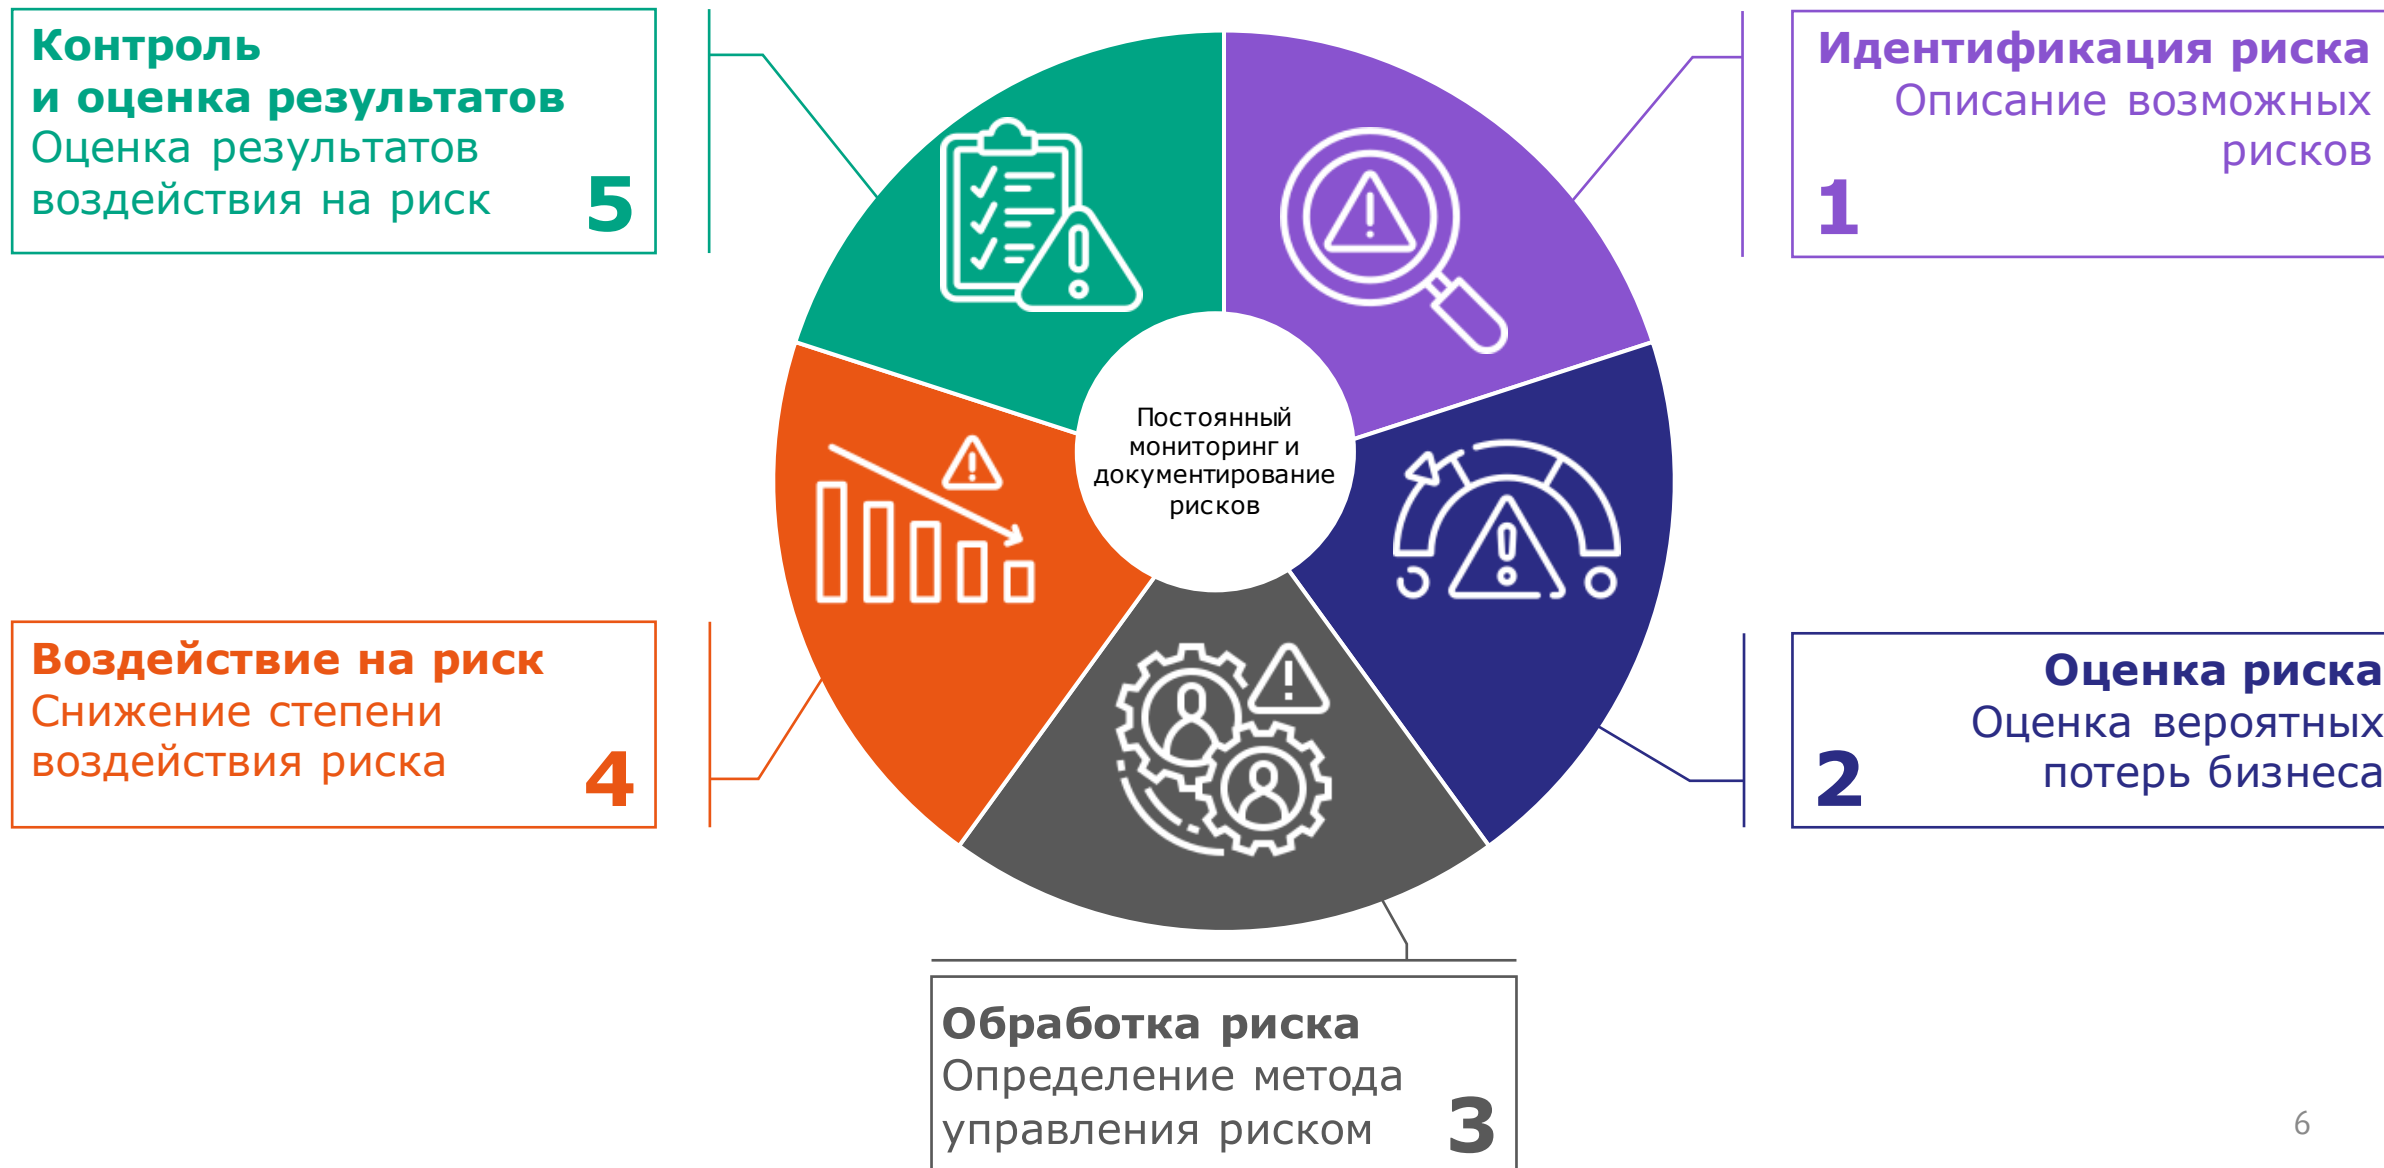 Контроль
и оценка результатов
Оценка результатов
воздействия на риск
5
Идентификация риска
Описание возможных
рисков
1
Постоянный
мониторинг и
документирование
рисков
Воздействие на риск
Снижение степени
воздействия риска
4
Оценка риска
Оценка вероятных
потерь бизнеса
2
Обработка риска
Определение метода
управления риском
3
6